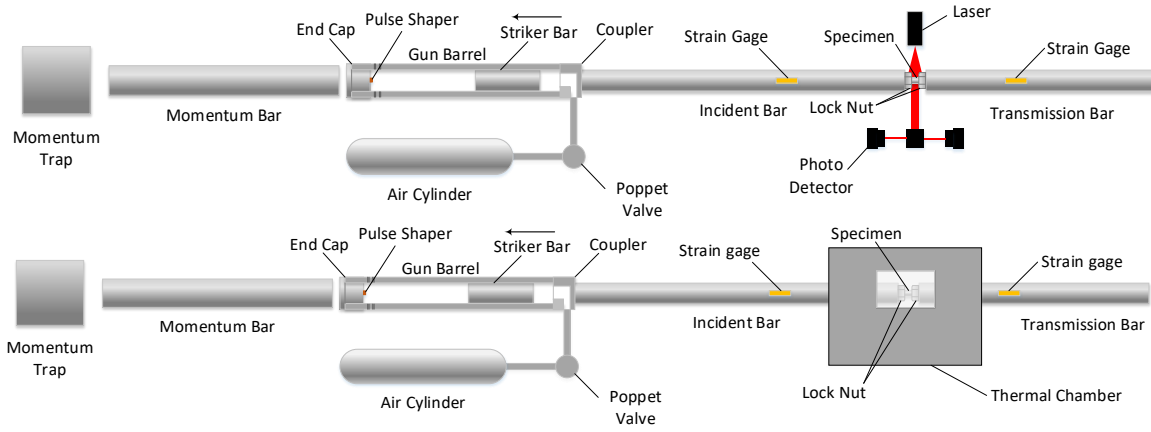 Laser
Pulse Shaper
End Cap
Gun Barrel
Striker Bar
Coupler
Strain Gage
Specimen
Strain Gage
Momentum Bar
Incident Bar
Lock Nut
Transmission Bar
Momentum
Trap
Photo
Detector
Air Cylinder
Poppet
Valve
Pulse Shaper
End Cap
Gun Barrel
Striker Bar
Coupler
Strain gage
Specimen
Strain gage
Momentum Bar
Incident Bar
Transmission Bar
Momentum
Trap
Air Cylinder
Poppet
Valve
Lock Nut
Thermal Chamber